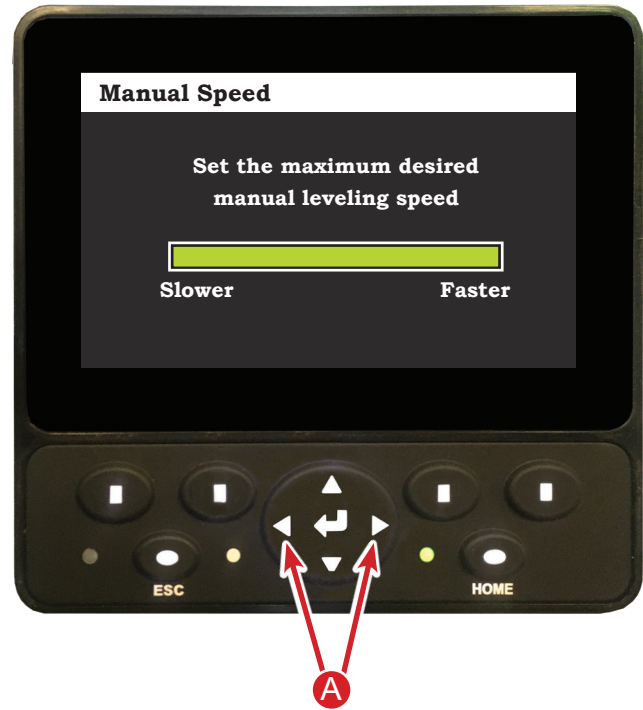 Manual Speed
Set the maximum desired
manual leveling speed
Slower Faster
ESC HOME
A